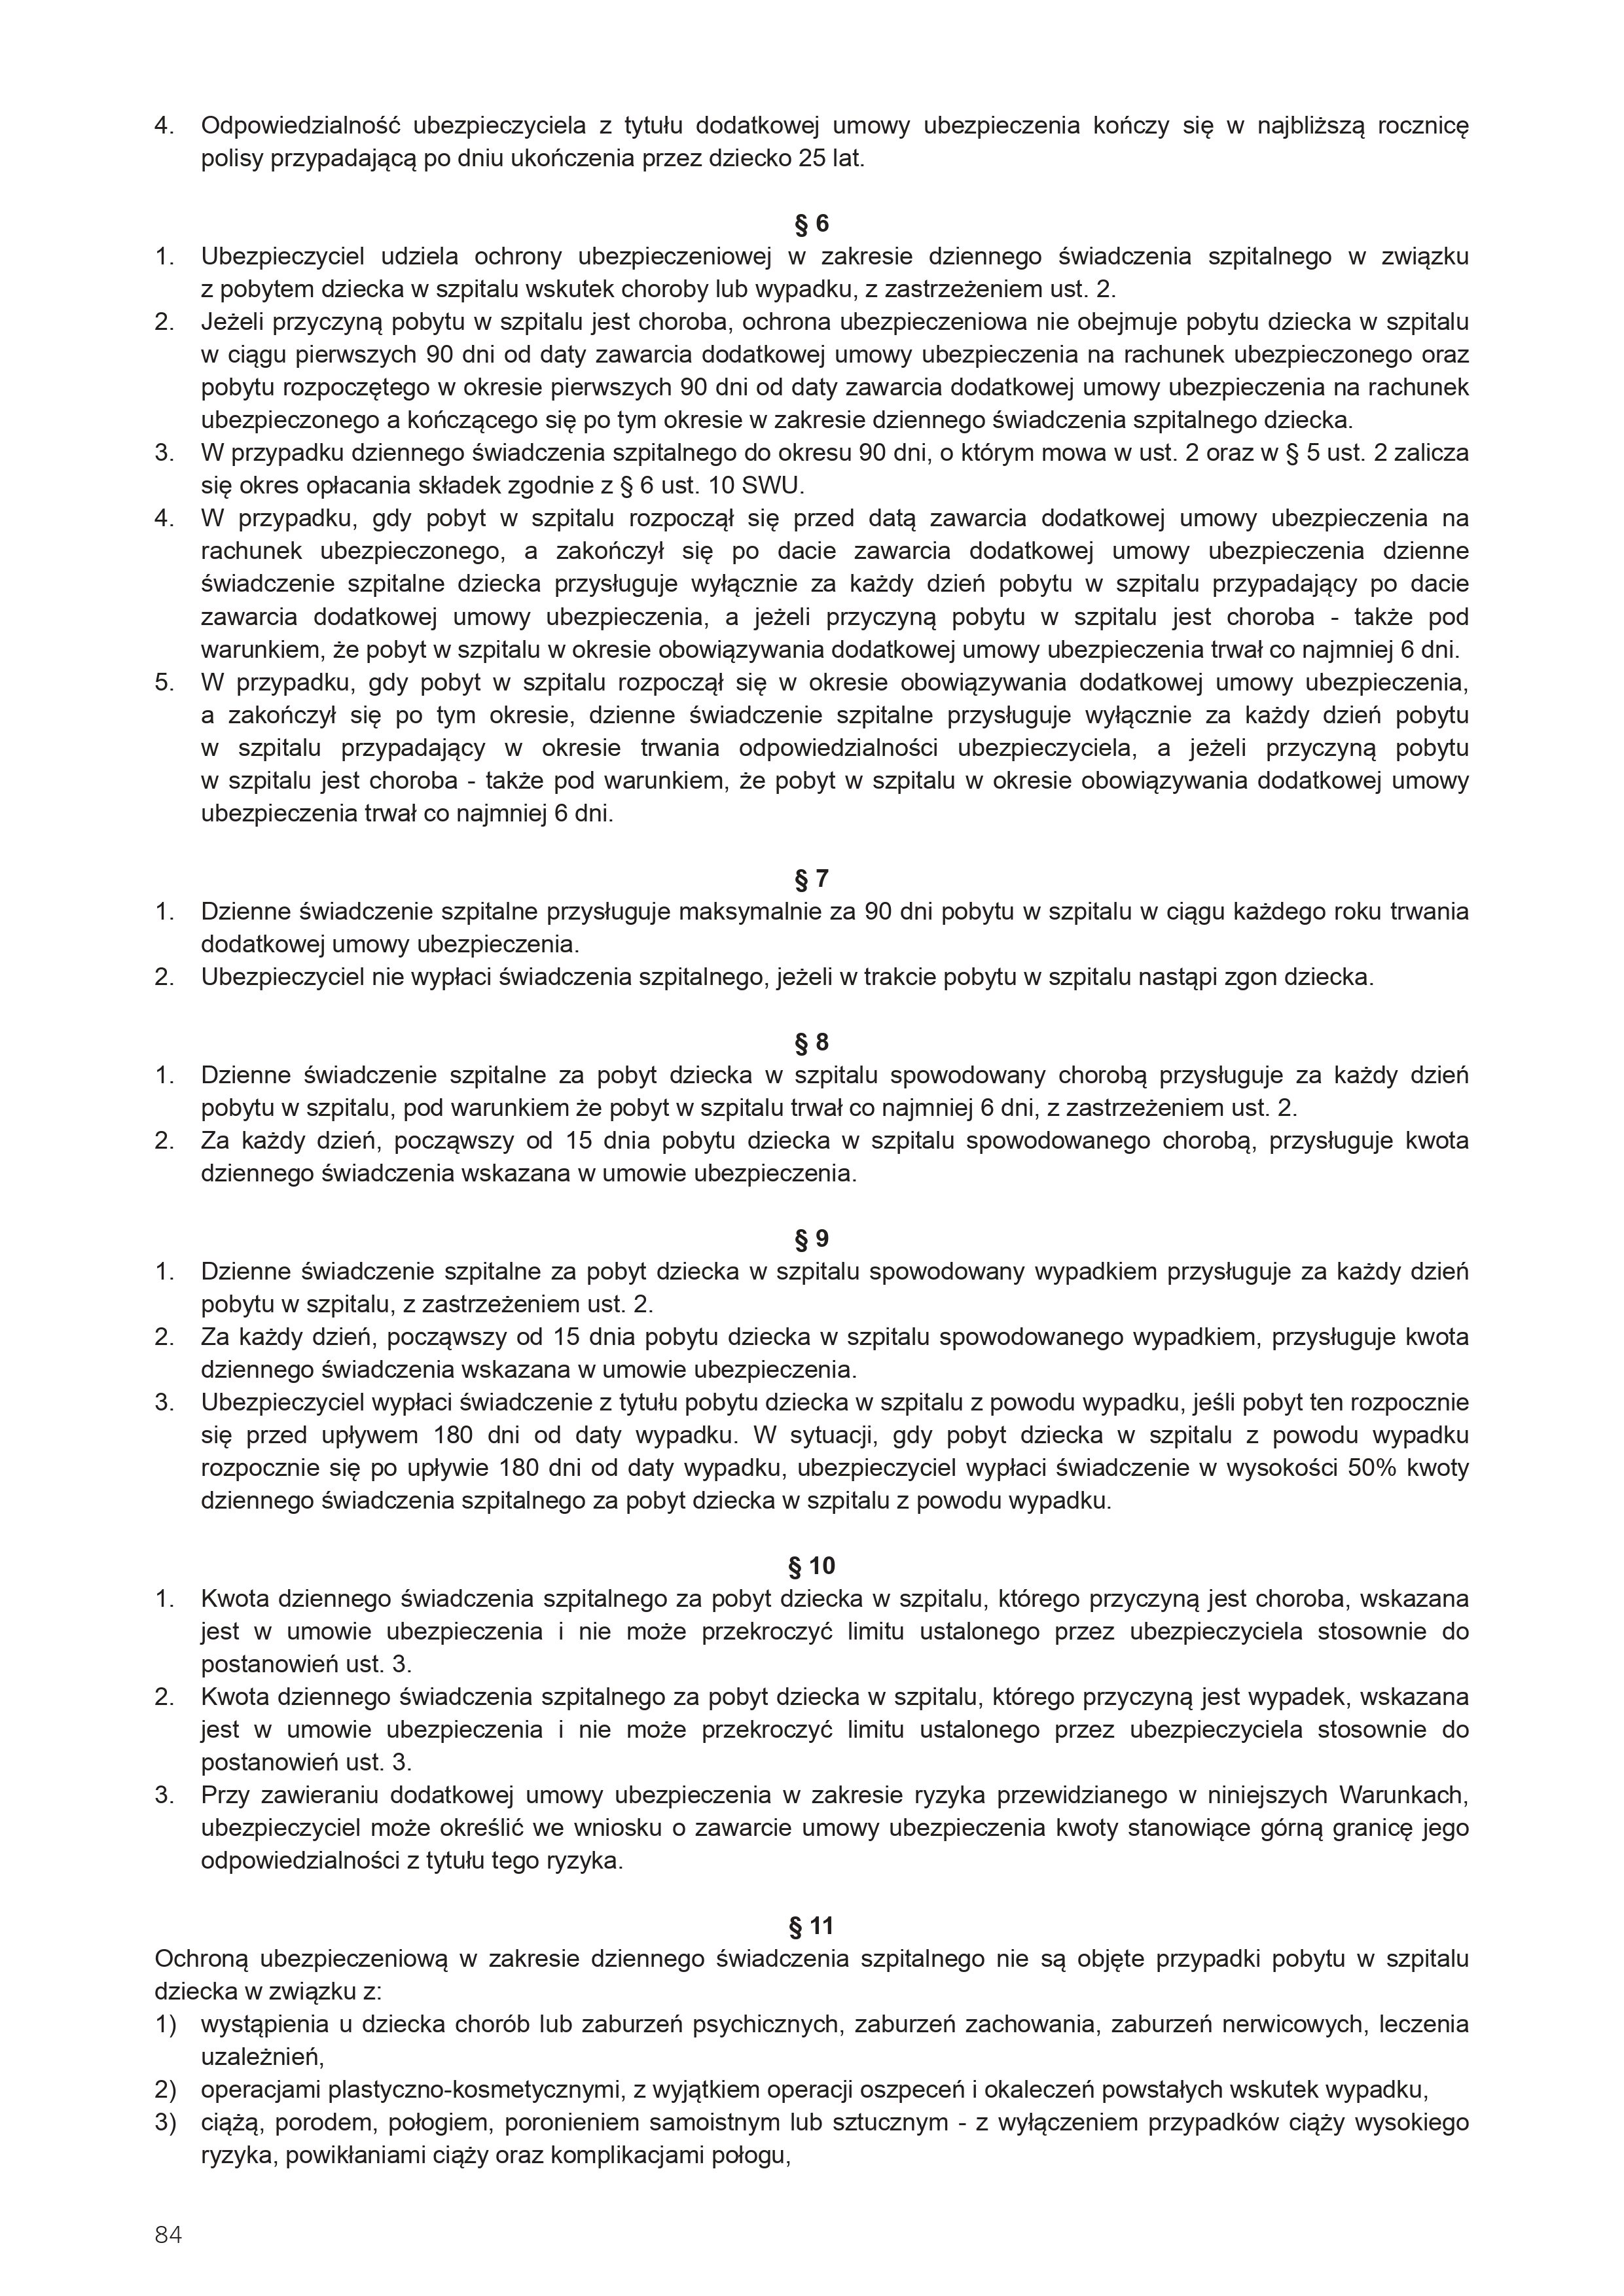 4. Odpowiedzialność ubezpieczyciela z tytułu dodatkowej umowy ubezpieczenia kończy się w najbliższą rocznicę
polisy przypadającą po dniu ukończenia przez dziecko 25 lat.
§ 6
1. Ubezpieczyciel udziela ochrony ubezpieczeniowej w zakresie dziennego świadczenia szpitalnego w związku
z pobytem dziecka w szpitalu wskutek choroby lub wypadku, z zastrzeżeniem ust. 2.
2. Jeżeli przyczyną pobytu w szpitalu jest choroba, ochrona ubezpieczeniowa nie obejmuje pobytu dziecka w szpitalu
w ciągu pierwszych 90 dni od daty zawarcia dodatkowej umowy ubezpieczenia na rachunek ubezpieczonego oraz
pobytu rozpoczętego w okresie pierwszych 90 dni od daty zawarcia dodatkowej umowy ubezpieczenia na rachunek
ubezpieczonego a kończącego się po tym okresie w zakresie dziennego świadczenia szpitalnego dziecka.
3. W przypadku dziennego świadczenia szpitalnego do okresu 90 dni, o którym mowa w ust. 2 oraz w § 5 ust. 2 zalicza
się okres opłacania składek zgodnie z § 6 ust. 10 SWU.
4. W przypadku, gdy pobyt w szpitalu rozpoczął się przed datą zawarcia dodatkowej umowy ubezpieczenia na
rachunek ubezpieczonego, a zakończył się po dacie zawarcia dodatkowej umowy ubezpieczenia dzienne
świadczenie szpitalne dziecka przysługuje wyłącznie za każdy dzień pobytu w szpitalu przypadający po dacie
zawarcia dodatkowej umowy ubezpieczenia, a jeżeli przyczyną pobytu w szpitalu jest choroba - także pod
warunkiem, że pobyt w szpitalu w okresie obowiązywania dodatkowej umowy ubezpieczenia trwał co najmniej 6 dni.
5. W przypadku, gdy pobyt w szpitalu rozpoczął się w okresie obowiązywania dodatkowej umowy ubezpieczenia,
a zakończył się po tym okresie, dzienne świadczenie szpitalne przysługuje wyłącznie za każdy dzień pobytu
w szpitalu przypadający w okresie trwania odpowiedzialności ubezpieczyciela, a jeżeli przyczyną pobytu
w szpitalu jest choroba - także pod warunkiem, że pobyt w szpitalu w okresie obowiązywania dodatkowej umowy
ubezpieczenia trwał co najmniej 6 dni.
§ 7
1. Dzienne świadczenie szpitalne przysługuje maksymalnie za 90 dni pobytu w szpitalu w ciągu każdego roku trwania
dodatkowej umowy ubezpieczenia.
2. Ubezpieczyciel nie wypłaci świadczenia szpitalnego, jeżeli w trakcie pobytu w szpitalu nastąpi zgon dziecka.
§ 8
1. Dzienne świadczenie szpitalne za pobyt dziecka w szpitalu spowodowany chorobą przysługuje za każdy dzień
pobytu w szpitalu, pod warunkiem że pobyt w szpitalu trwał co najmniej 6 dni, z zastrzeżeniem ust. 2.
2. Za każdy dzień, począwszy od 15 dnia pobytu dziecka w szpitalu spowodowanego chorobą, przysługuje kwota
dziennego świadczenia wskazana w umowie ubezpieczenia.
§ 9
1. Dzienne świadczenie szpitalne za pobyt dziecka w szpitalu spowodowany wypadkiem przysługuje za każdy dzień
pobytu w szpitalu, z zastrzeżeniem ust. 2.
2. Za każdy dzień, począwszy od 15 dnia pobytu dziecka w szpitalu spowodowanego wypadkiem, przysługuje kwota
dziennego świadczenia wskazana w umowie ubezpieczenia.
3. Ubezpieczyciel wypłaci świadczenie z tytułu pobytu dziecka w szpitalu z powodu wypadku, jeśli pobyt ten rozpocznie
się przed upływem 180 dni od daty wypadku. W sytuacji, gdy pobyt dziecka w szpitalu z powodu wypadku
rozpocznie się po upływie 180 dni od daty wypadku, ubezpieczyciel wypłaci świadczenie w wysokości 50% kwoty
dziennego świadczenia szpitalnego za pobyt dziecka w szpitalu z powodu wypadku.
§ 10
1. Kwota dziennego świadczenia szpitalnego za pobyt dziecka w szpitalu, którego przyczyną jest choroba, wskazana
jest w umowie ubezpieczenia i nie może przekroczyć limitu ustalonego przez ubezpieczyciela stosownie do
postanowień ust. 3.
2. Kwota dziennego świadczenia szpitalnego za pobyt dziecka w szpitalu, którego przyczyną jest wypadek, wskazana
jest w umowie ubezpieczenia i nie może przekroczyć limitu ustalonego przez ubezpieczyciela stosownie do
postanowień ust. 3.
3. Przy zawieraniu dodatkowej umowy ubezpieczenia w zakresie ryzyka przewidzianego w niniejszych Warunkach,
ubezpieczyciel może określić we wniosku o zawarcie umowy ubezpieczenia kwoty stanowiące górną granicę jego
odpowiedzialności z tytułu tego ryzyka.
§ 11
Ochroną ubezpieczeniową w zakresie dziennego świadczenia szpitalnego nie są objęte przypadki pobytu w szpitalu
dziecka w związku z:
1) wystąpienia u dziecka chorób lub zaburzeń psychicznych, zaburzeń zachowania, zaburzeń nerwicowych, leczenia
uzależnień,
2) operacjami plastyczno-kosmetycznymi, z wyjątkiem operacji oszpeceń i okaleczeń powstałych wskutek wypadku,
3) ciążą, porodem, połogiem, poronieniem samoistnym lub sztucznym - z wyłączeniem przypadków ciąży wysokiego
ryzyka, powikłaniami ciąży oraz komplikacjami połogu,
84